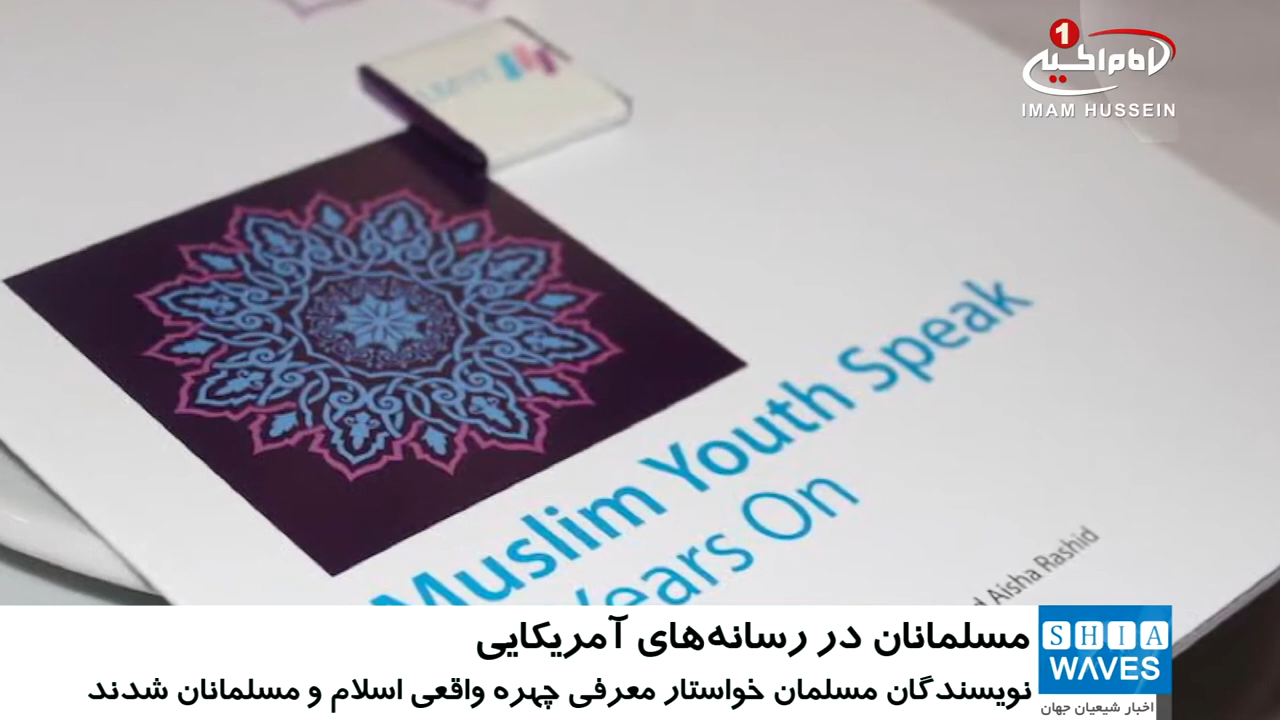 1
امام الحسین
IMAM HUSSEIN
Muslim Youth Speak
Years On
Aisha Rashid
مسلمانان در رسانه‌های آمریکایی
SHIA
WAVES
نویسندگان مسلمان خواستار معرفی چهره واقعی اسلام و مسلمانان شدند
اخبار شیعیان جهان